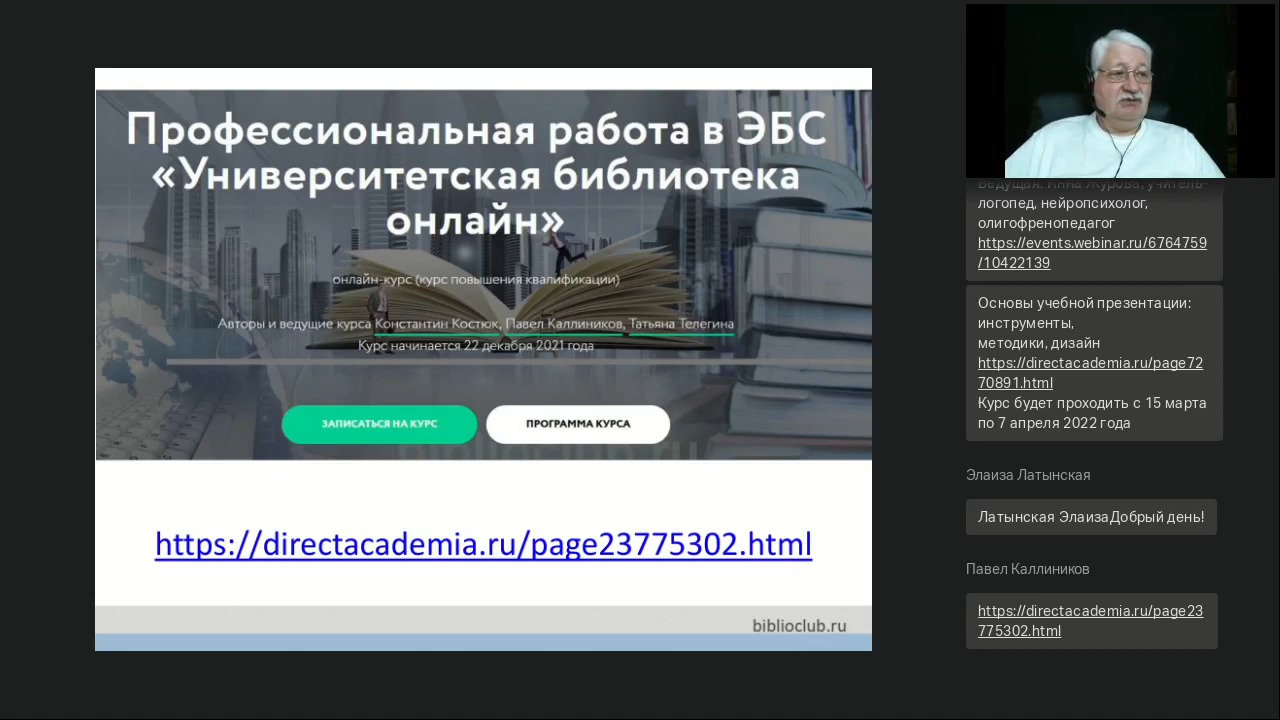 Профессиональная работа в ЭБС
«Университетская библиотека
онлайн»
онлайн-курс (курс повышения квалификации)
Авторы и ведущие курса Константин Костюк, Павел Каллиников, Татьяна Телегина
Курс начинается 22 декабря 2021 года
ЗАПИСАТЬСЯ НА КУРС
ПРОГРАММА КУРСА
https://directacademia.ru/page23775302.html
biblioclub.ru
Ведущая: Инна Журова, учитель-
логопед, нейропсихолог,
олигофренопедагог
https://events.webinar.ru/6764759
/10422139
Основы учебной презентации:
инструменты,
методики, дизайн
https://directacademia.ru/page72
70891.html
Курс будет проходить с 15 марта
по 7 апреля 2022 года
Элаиза Латынская
Латынская ЭлаизаДобрый день!
Павел Каллиников
https://directacademia.ru/page23
775302.html